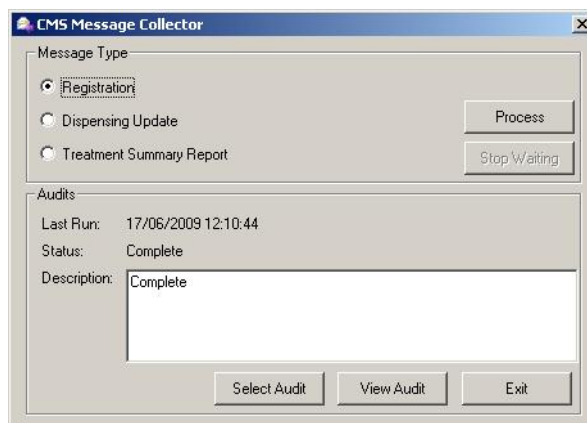 CMS Message Collector
Message Type
Registration
Dispensing Update
Process
Treatment Summary Report
Stop Waiting
Audits
Last Run: 17/06/2009 12:10:44
Status: Complete
Description: Complete
Select Audit View Audit Exit